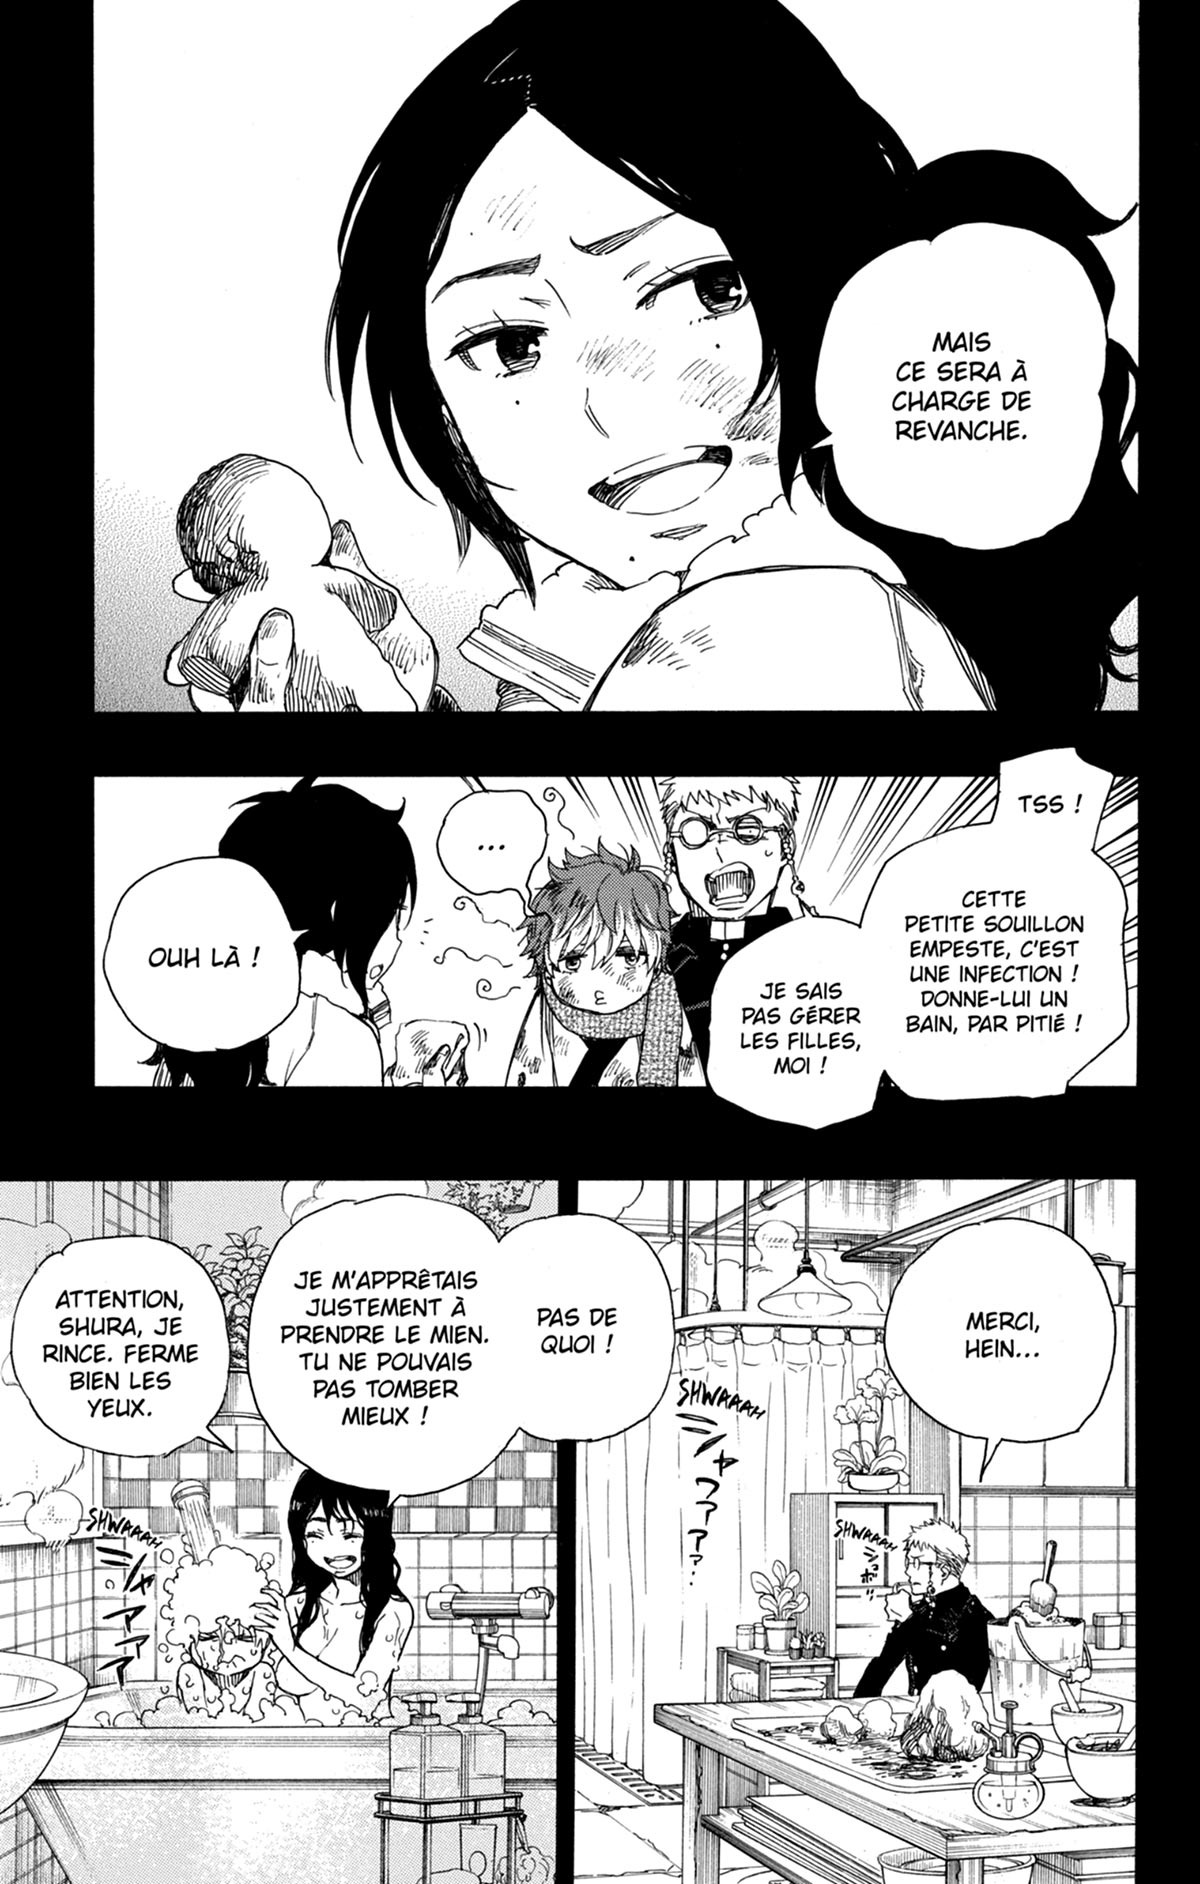 MAIS
CE SERA À
CHARGE DE
REVANCHE.
TSS !
CETTE
PETITE SOUILLON
EMPESTE, C'EST
UNE INFECTION !
DONNE-LUI UN
BAIN, PAR PITIÉ !
JE SAIS
PAS GÉRER
LES FILLES,
MOI !
...
OUH LÀ !
MERCI,
HEIN...
SHWAAAH
シャワアアア…
SHWAAAH
PAS DE
QUOI !
JE M'APPRÊTAIS
JUSTEMENT À
PRENDRE LE MIEN.
TU NE POUVAIS
PAS TOMBER
MIEUX !
ATTENTION,
SHURA, JE
RINCE. FERME
BIEN LES
YEUX.
SHWAAAH
シャアアア